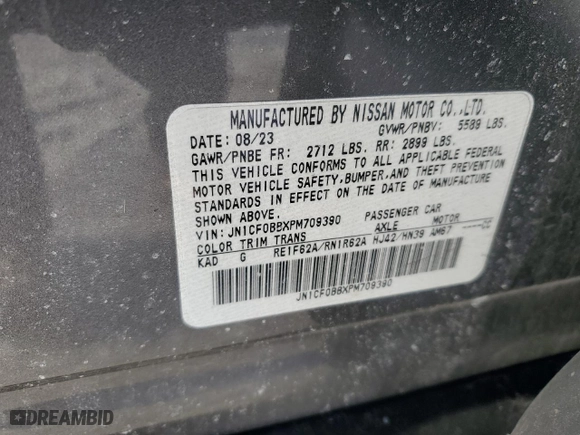 MANUFACTURED BY NISSAN MOTOR CO.,LTD.
DATE: 08/23 GVWR/PNBV: 5589 LBS.
GAWR/PNBE FR: 2712 LBS. RR: 2899 LBS.
THIS VEHICLE CONFORMS TO ALL APPLICABLE FEDERAL
MOTOR VEHICLE SAFETY,BUMPER,AND THEFT PREVENTION
STANDARDS IN EFFECT ON THE DATE OF MANUFACTURE
SHOWN ABOVE.
VIN: JN1CF0BBXPM709390 PASSENGER CAR
COLOR TRIM TRANS AXLE MOTOR
KAD G RE1F62A/RN1R62A HJ42/HN39 AM67
JN1CF0BBXPM709390
DREAMBID